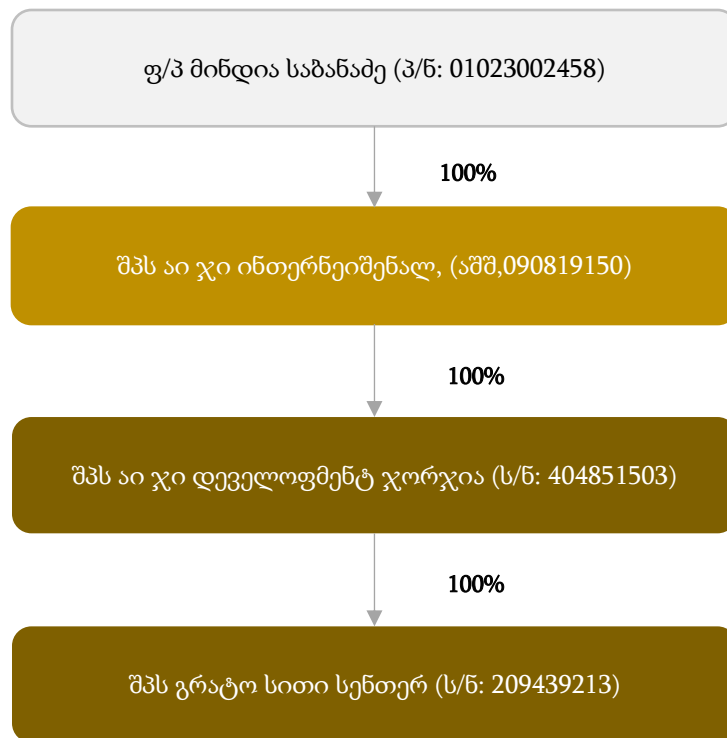 ფ/პ მინდია საბანაძე (პ/ნ: 01023002458)
100%
შპს აი ჯი ინთერნეიშენალ, (აშშ,090819150)
100%
შპს აი ჯი დეველოფმენტ ჯორჯია (ს/ნ: 404851503)
100%
შპს გრატო სითი სენთერ (ს/ნ: 209439213)